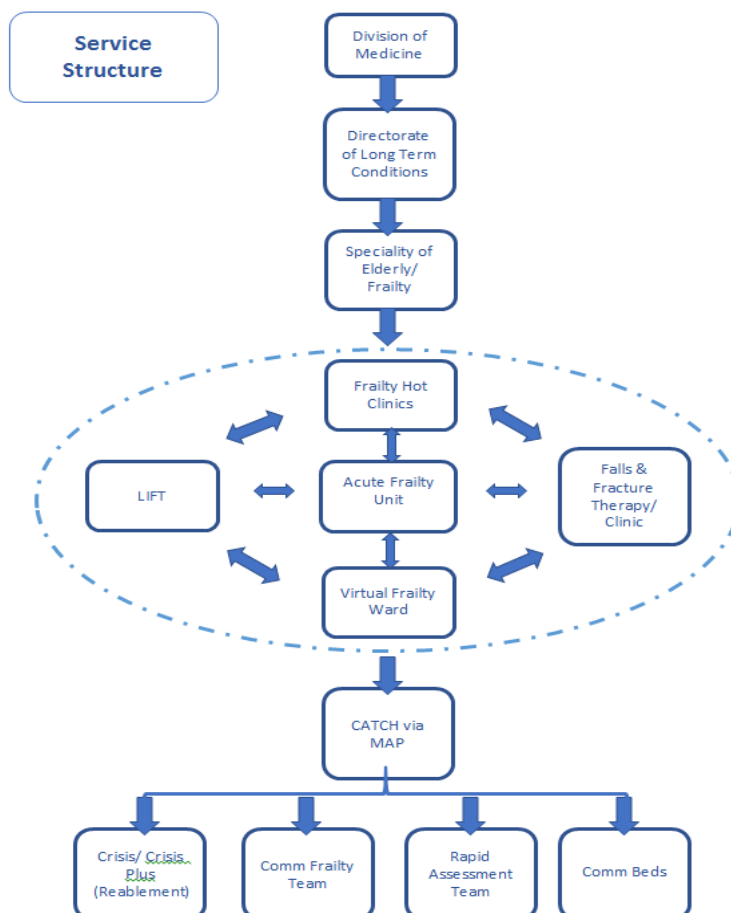 Service
Structure
Division of
Medicine
Directorate
of Long Term
Conditions
Speciality of
Elderly/
Frailty
Frailty Hot
Clinics
LIFT
Acute Frailty
Unit
Falls &
Fracture
Therapy/
Clinic
Virtual Frailty
Ward
CATCH via
MAP
Crisis/ Crisis
Plus
(Reablement)
Comm Frailty
Team
Rapid
Assessment
Team
Comm Beds